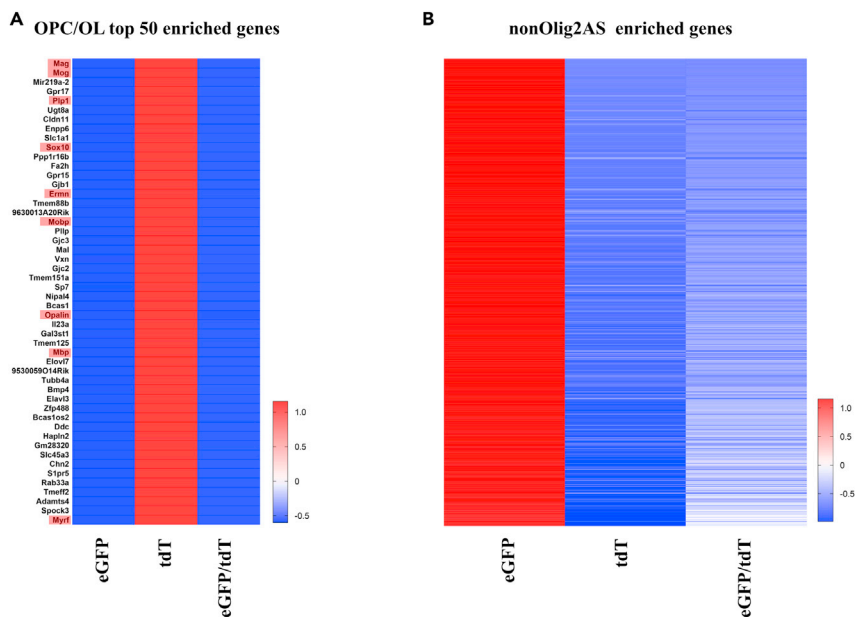 A
OPC/OL top 50 enriched genes
Mag
Mog
Mir219a-2
Gpr17
Plp1
Ugt8a
Cldn11
Enpp6
Slc1a1
Sox10
Ppp1r16b
Fa2h
Gpr15
Gjb1
Ermn
Tmem88b
9630013A20Rik
Mobp
Pllp
Gjc3
Mal
Vxn
Gjc2
Tmem151a
Sp7
Nipal4
Bcas1
Opalin
Il23a
Gal3st1
Tmem125
Mbp
Elovl7
9530059O14Rik
Tubb4a
Bmp4
Elavl3
Zfp488
Bcas1os2
Ddc
Hapln2
Gm28320
Slc45a3
Chn2
S1pr5
Rab33a
Tmeff2
Adamts4
Spock3
Myrf
1.0
0.5
0
-0.5
eGFP
tdT
eGFP/tdT
B
nonOlig2AS enriched genes
1.0
0.5
0
-0.5
eGFP
tdT
eGFP/tdT